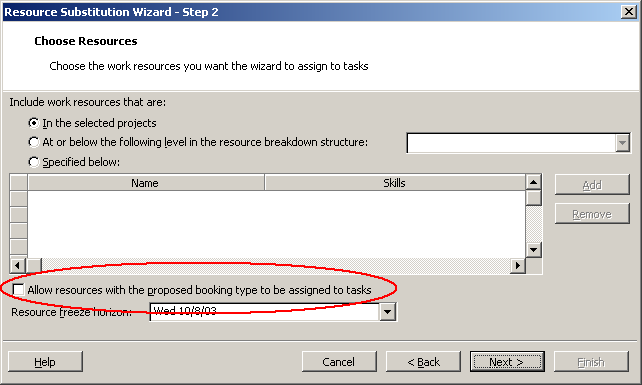 Resource Substitution Wizard - Step 2
Choose Resources
Choose the work resources you want the wizard to assign to tasks
Include work resources that are:
In the selected projects
At or below the following level in the resource breakdown structure:
Specified below:
Name Skills
Add
Remove
Allow resources with the proposed booking type to be assigned to tasks
Resource freeze horizon: Wed 10/8/03
Help Cancel < Back Next > Finish